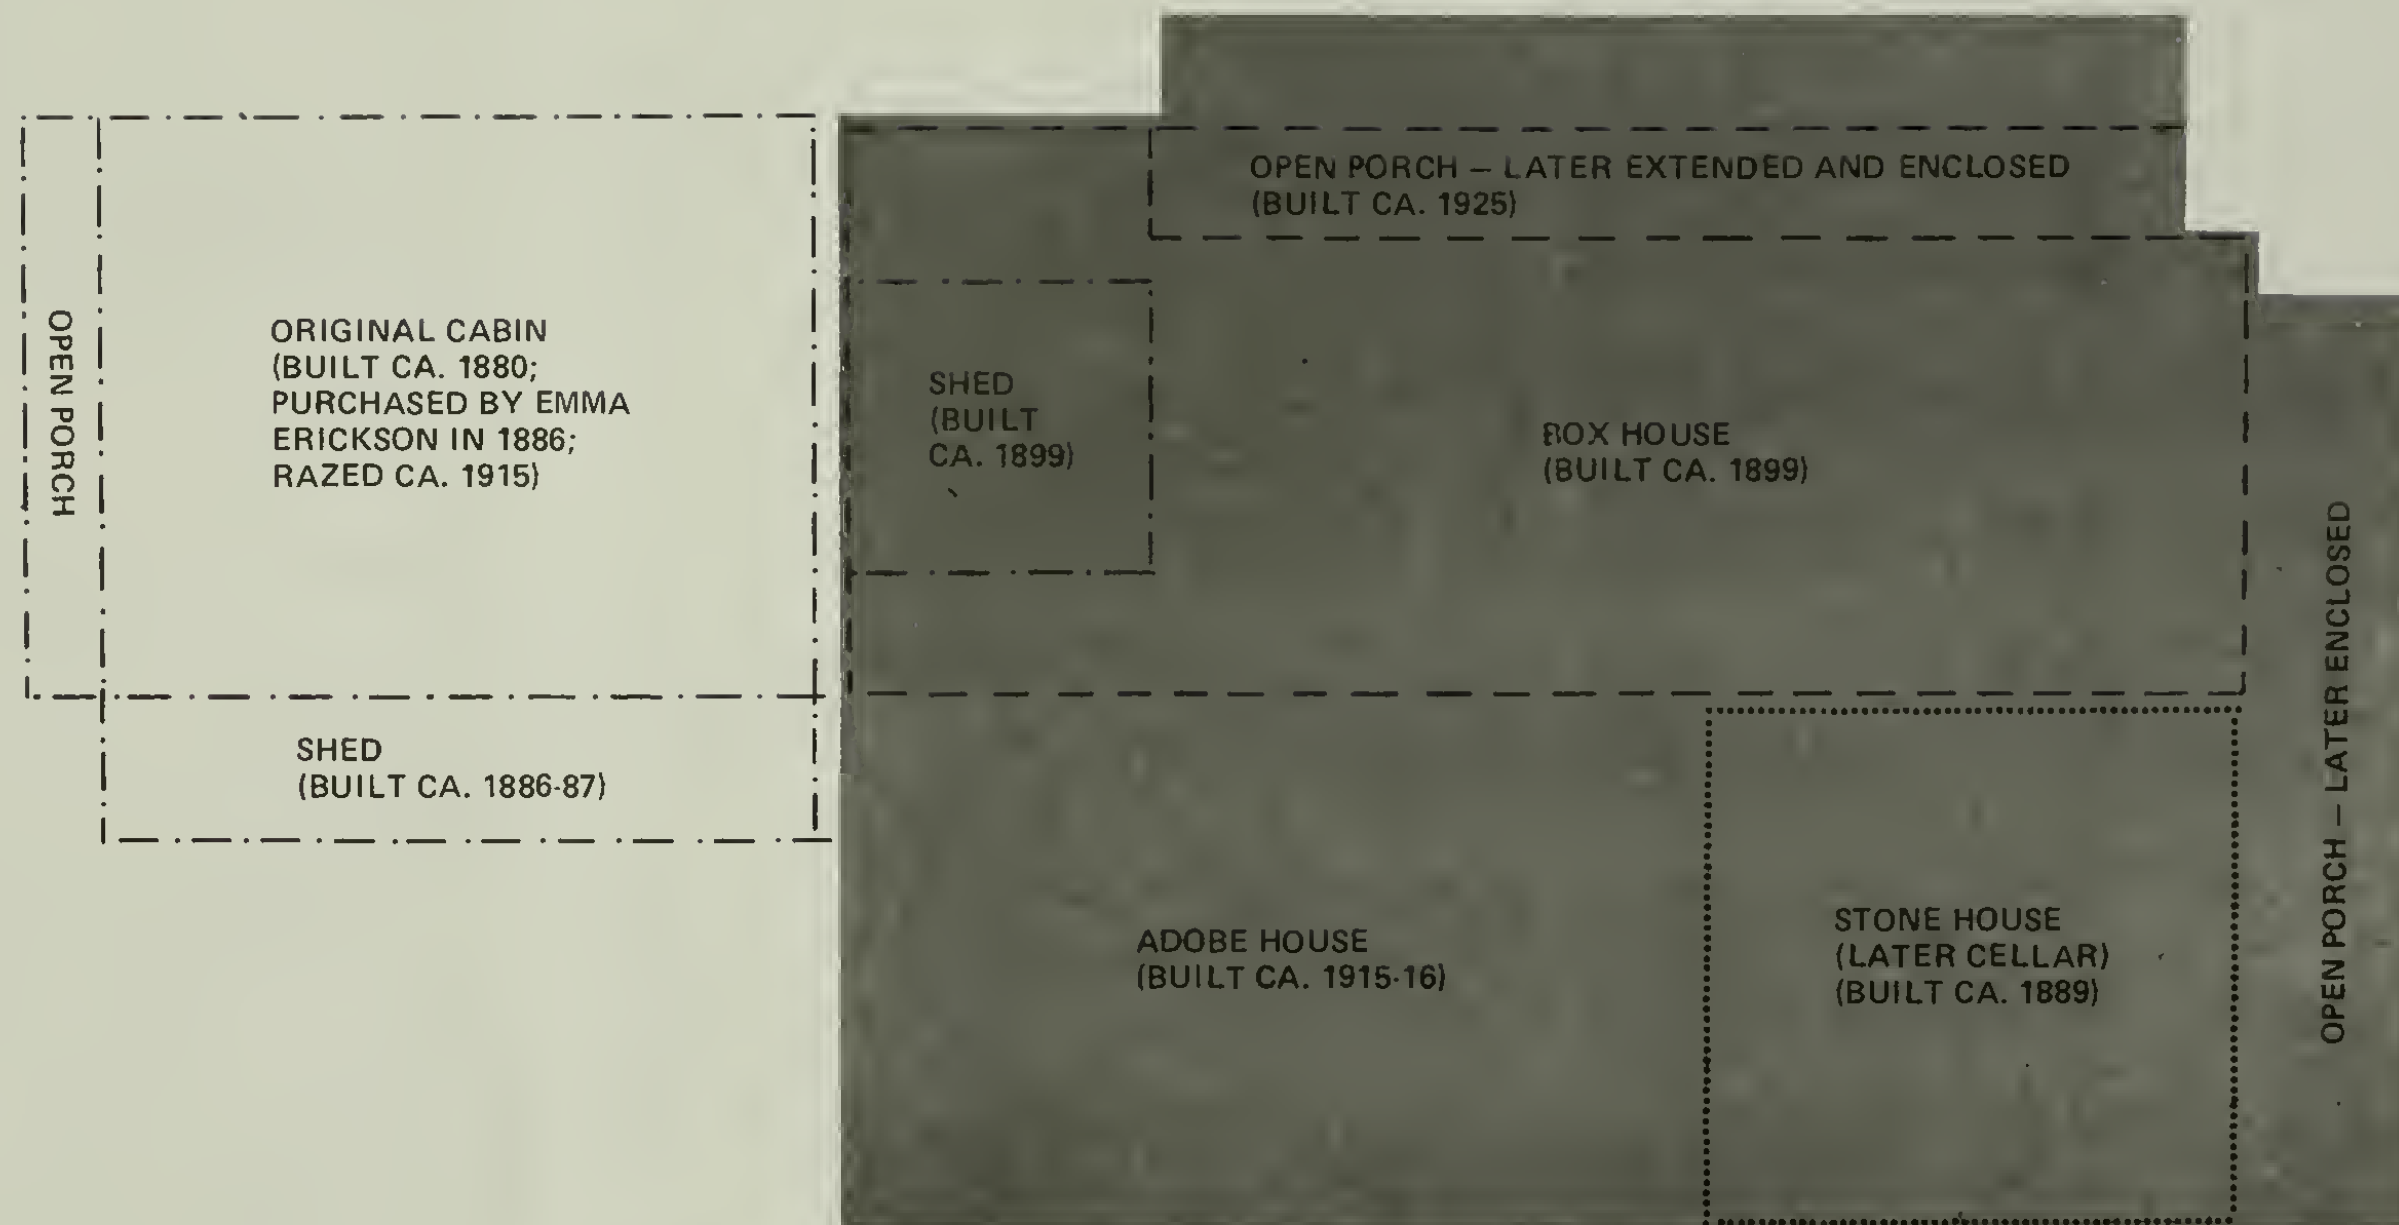 OPEN PORCH
ORIGINAL CABIN
(BUILT CA. 1880;
PURCHASED BY EMMA
ERICKSON IN 1886;
RAZED CA. 1915)
SHED
(BUILT CA. 1886-87)
OPEN PORCH – LATER EXTENDED AND ENCLOSED
(BUILT CA. 1925)
SHED
(BUILT
CA. 1899)
BOX HOUSE
(BUILT CA. 1899)
ADOBE HOUSE
(BUILT CA. 1915-16)
STONE HOUSE
(LATER CELLAR)
(BUILT CA. 1889)
OPEN PORCH – LATER ENCLOSED